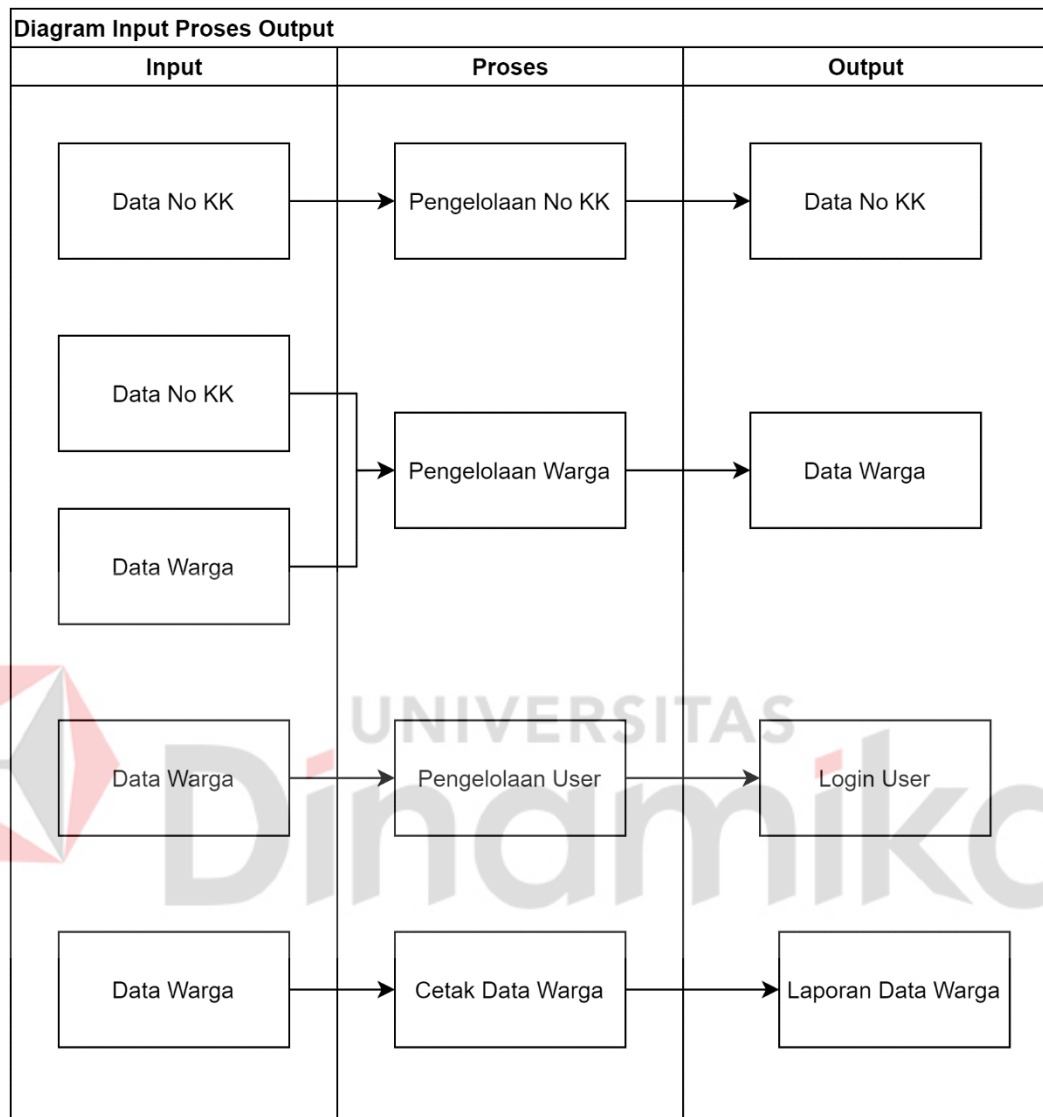 Diagram Input Proses Output
Input Proses Output
Data No KK Pengelolaan No KK Data No KK
Data No KK
Pengelolaan Warga Data Warga
Data Warga
UNIVERSITAS
Dinamika
Data Warga Pengelolaan User Login User
Data Warga Cetak Data Warga Laporan Data Warga